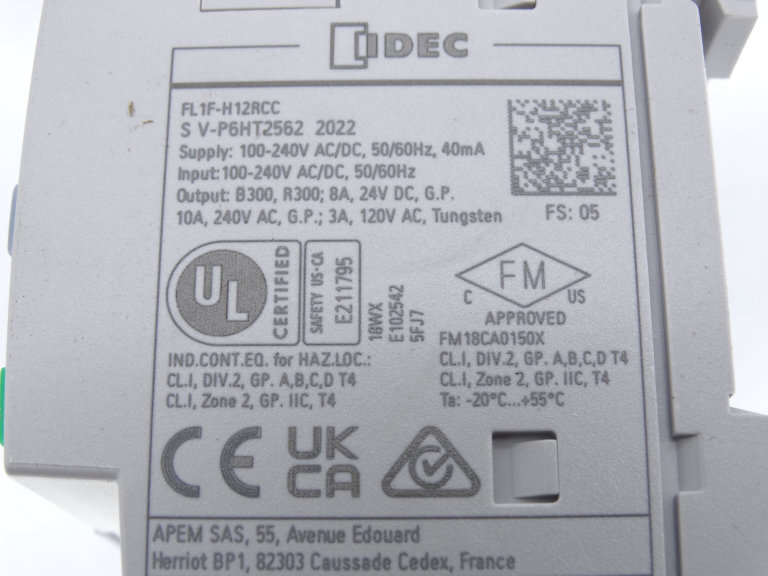 IDEC
FL1F-H12RCC
S V-P6HT2562 2022
Supply: 100-240V AC/DC, 50/60Hz, 40mA
Input:100-240V AC/DC, 50/60Hz
Output: B300, R300; 8A, 24V DC, G.P.
10A, 240V AC, G.P.; 3A, 120V AC, Tungsten
FS: 05
UL
CERTIFIED
SAFETY US-CA
E211795
18WX
E102542
5FJ7
FM
C US
APPROVED
FM18CA0150X
CL.I, DIV.2, GP. A,B,C,D T4
CL.I, Zone 2, GP. IIC, T4
Ta: -20°C...+55°C
IND.CONT.EQ. for HAZ.LOC.:
CL.I, DIV.2, GP. A,B,C,D T4
CL.I, Zone 2, GP. IIC, T4
CE
UK
CA
APEM SAS, 55, Avenue Edouard
Herriot BP1, 82303 Caussade Cedex, France